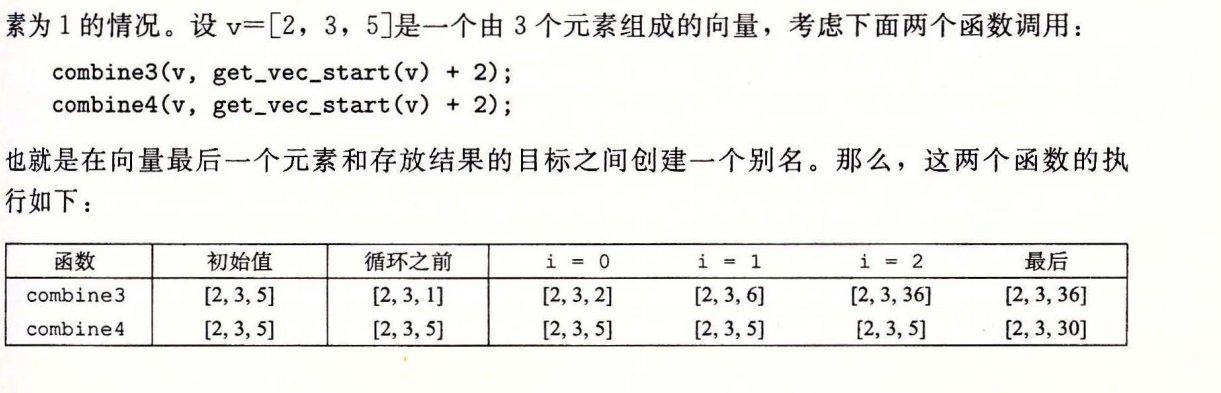 素为1的情况。设 v=[2, 3, 5]是一个由 3 个元素组成的向量，考虑下面两个函数调用：
combine3(v, get_vec_start(v) + 2);
combine4(v, get_vec_start(v) + 2);
也就是在向量最后一个元素和存放结果的目标之间创建一个别名。那么，这两个函数的执
行如下：
函数 初始值 循环之前 i = 0 i = 1 i = 2 最后
combine3 [2, 3, 5] [2, 3, 1] [2, 3, 2] [2, 3, 6] [2, 3, 36] [2, 3, 36]
combine4 [2, 3, 5] [2, 3, 5] [2, 3, 5] [2, 3, 5] [2, 3, 5] [2, 3, 30]